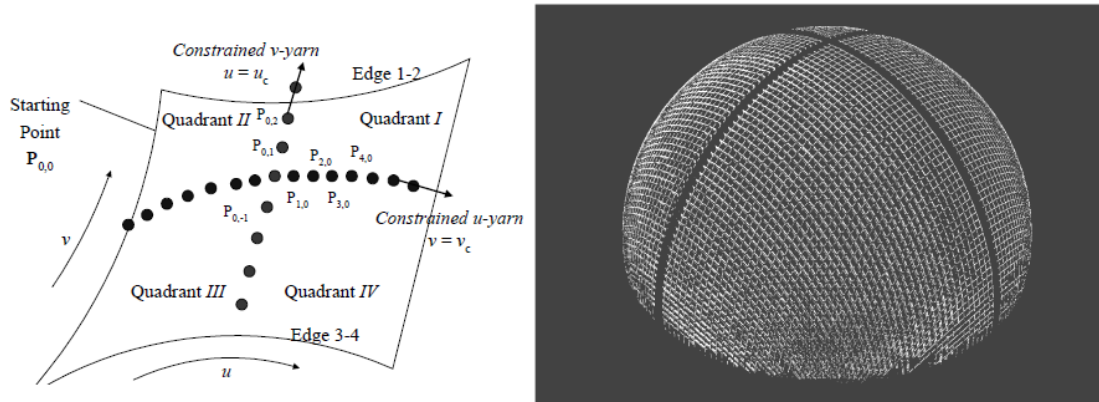 Constrained v-yarn
u = uc
Edge 1-2
Starting
Point
P0,0
Quadrant II
P0,2
Quadrant I
P0,1
P2,0
P4,0
P1,0
P3,0
P0,-1
Constrained u-yarn
v = vc
v
Quadrant III
Quadrant IV
Edge 3-4
u